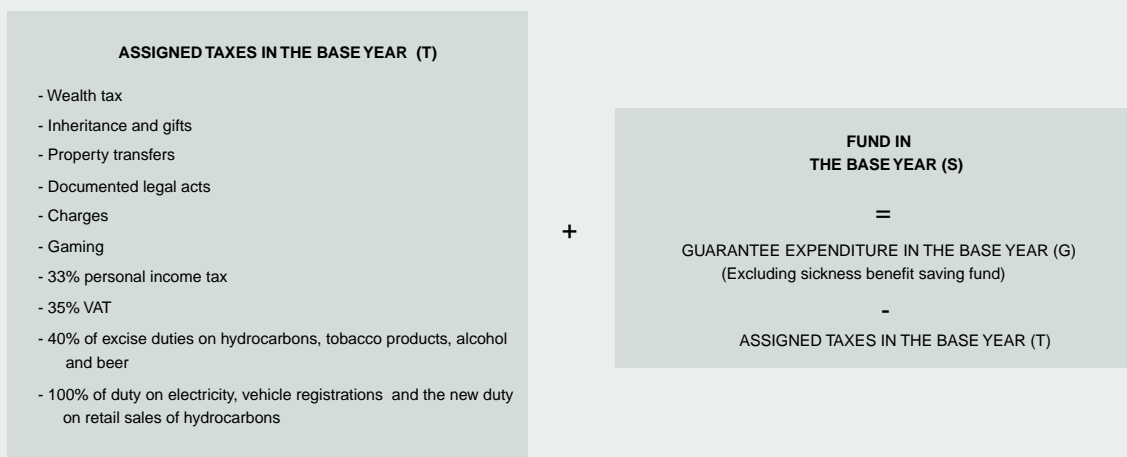 ASSIGNED TAXES IN THE BASE YEAR (T)
- Wealth tax
- Inheritance and gifts
- Property transfers
- Documented legal acts
- Charges
- Gaming
- 33% personal income tax
- 35% VAT
- 40% of excise duties on hydrocarbons, tobacco products, alcohol
and beer
- 100% of duty on electricity, vehicle registrations and the new duty
on retail sales of hydrocarbons
+
FUND IN
THE BASE YEAR (S)
=
GUARANTEE EXPENDITURE IN THE BASE YEAR (G)
(Excluding sickness benefit saving fund)
-
ASSIGNED TAXES IN THE BASE YEAR (T)